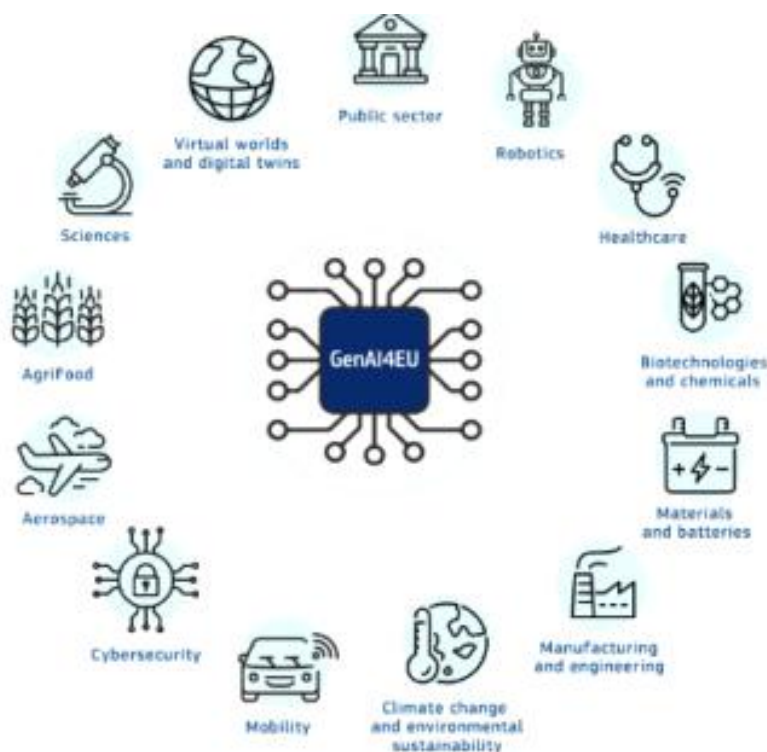 Public sector
Robotics
Healthcare
Biotechnologies
and chemicals
Materials
and batteries
Manufacturing
and engineering
Climate change
and environmental
sustainability
Mobility
Cybersecurity
Aerospace
AgriFood
Sciences
Virtual worlds
and digital twins
GenAI4EU